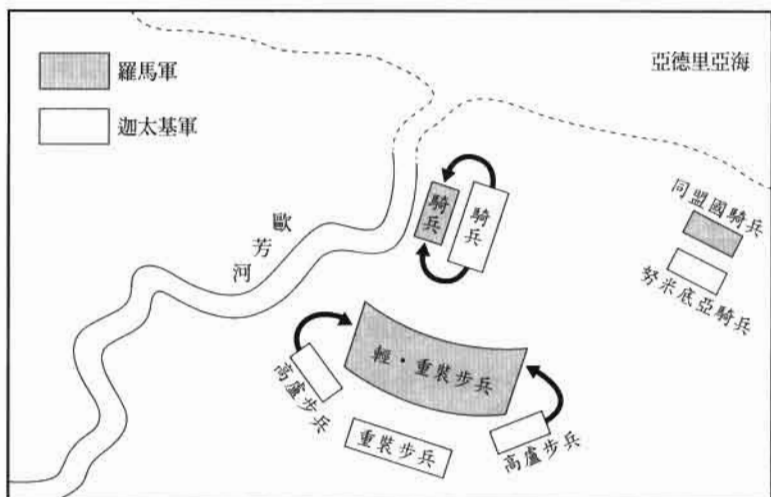 羅馬軍
迦太基軍
亞德里亞海
歐芳河
騎兵
騎兵
同盟國騎兵
努米底亞騎兵
輕・重裝步兵
高盧步兵
重裝步兵
高盧步兵